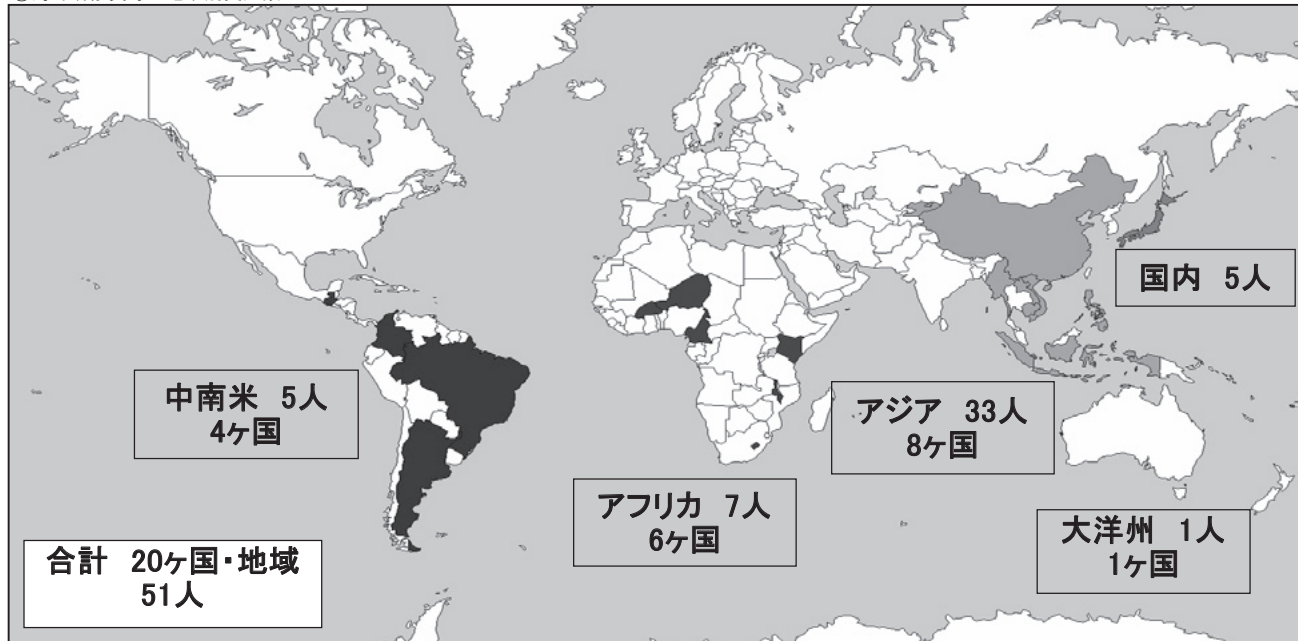 国内 5人
中南米 5人
4ヶ国
アジア 33人
8ヶ国
アフリカ 7人
6ヶ国
大洋州 1人
1ヶ国
合計 20ヶ国・地域
51人